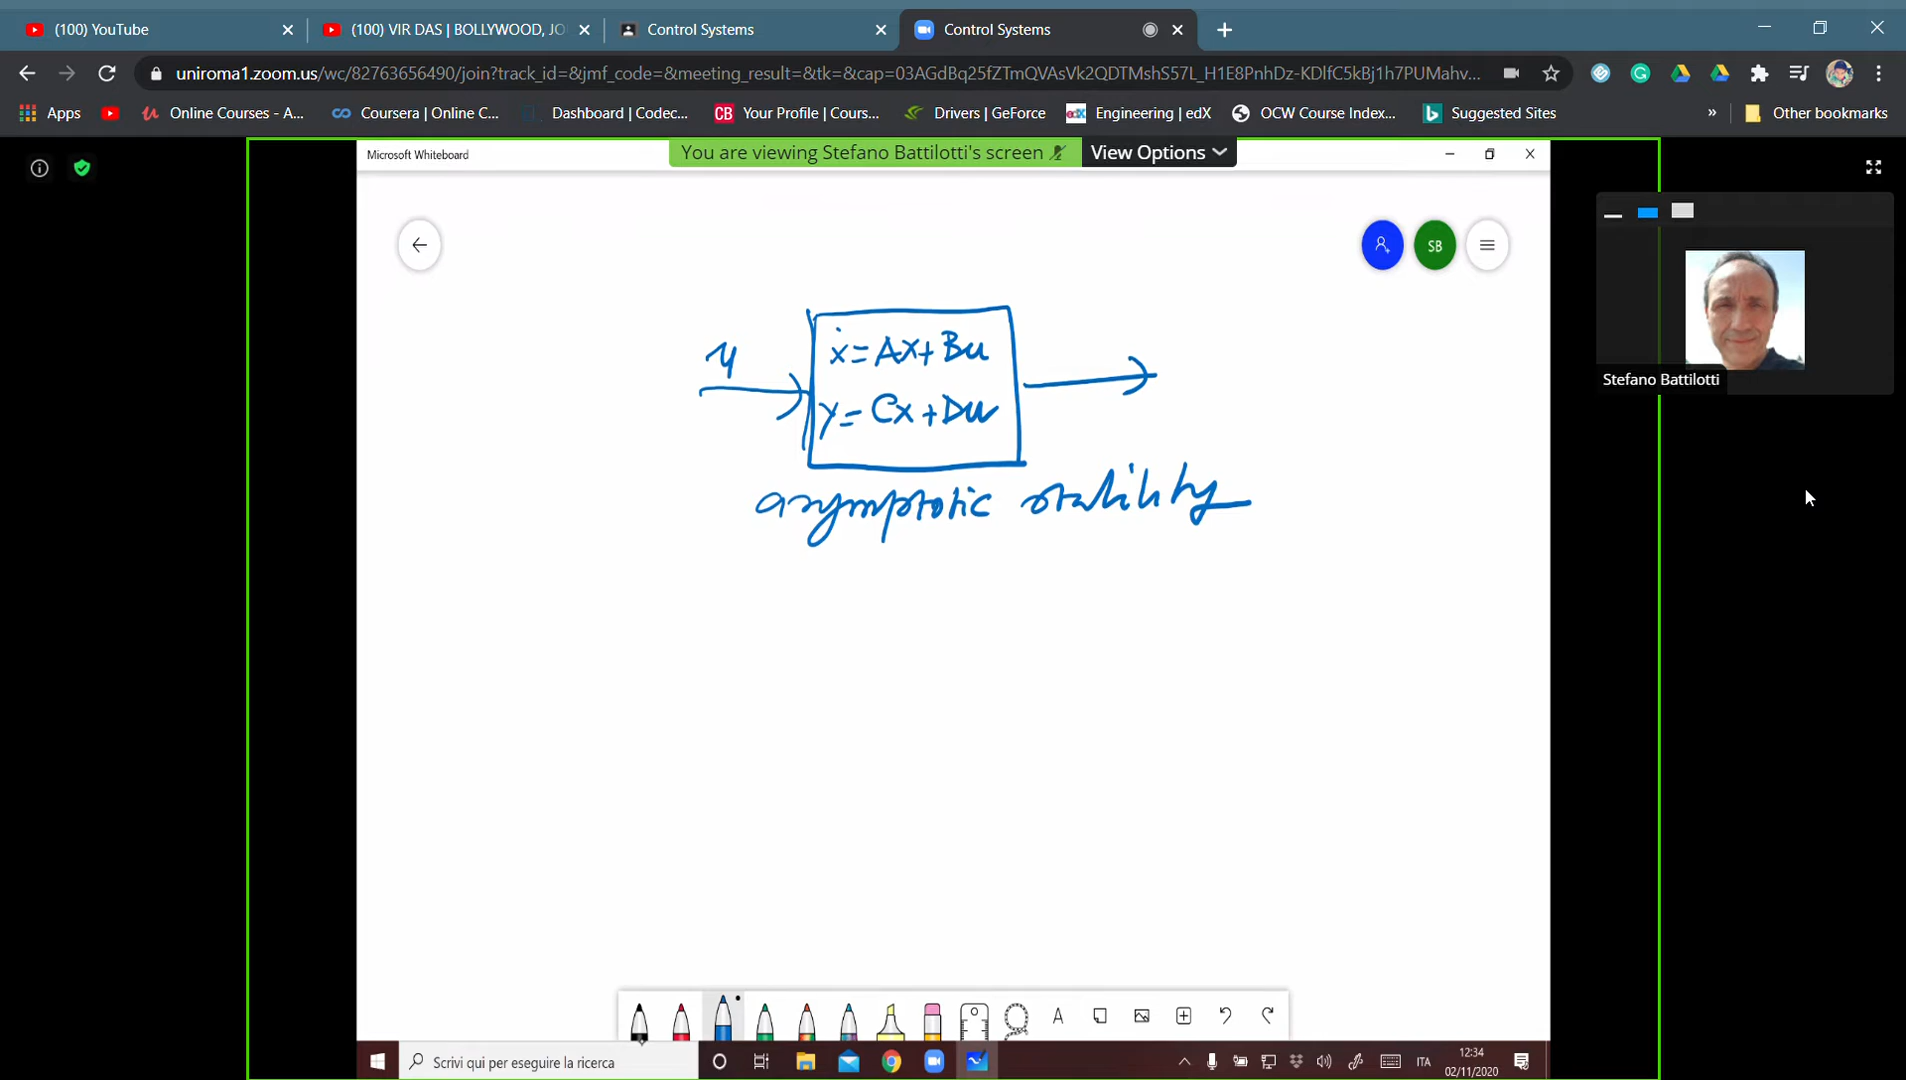 (100) YouTube
(100) VIR DAS | BOLLYWOOD, JO
Control Systems
Control Systems
uniroma1.zoom.us/wc/82763656490/join?track_id=&jmf_code=&meeting_result=&tk=&cap=03AGdBq25fZTmQVAsVk2QDTMshS57L_H1E8PnhDz-KDlfC5kBj1h7PUMahv...
Apps
Online Courses - A...
Coursera | Online C...
Dashboard | Codec...
CB
Your Profile | Cours...
Drivers | GeForce
edX
Engineering | edX
OCW Course Index...
Suggested Sites
»
Other bookmarks
Microsoft Whiteboard
You are viewing Stefano Battilotti's screen
View Options
SB
Stefano Battilotti
ẋ = Ax + Bu
y = Cx + Du
asymptotic stability
A
Scrivi qui per eseguire la ricerca
ITA
12:34
02/11/2020